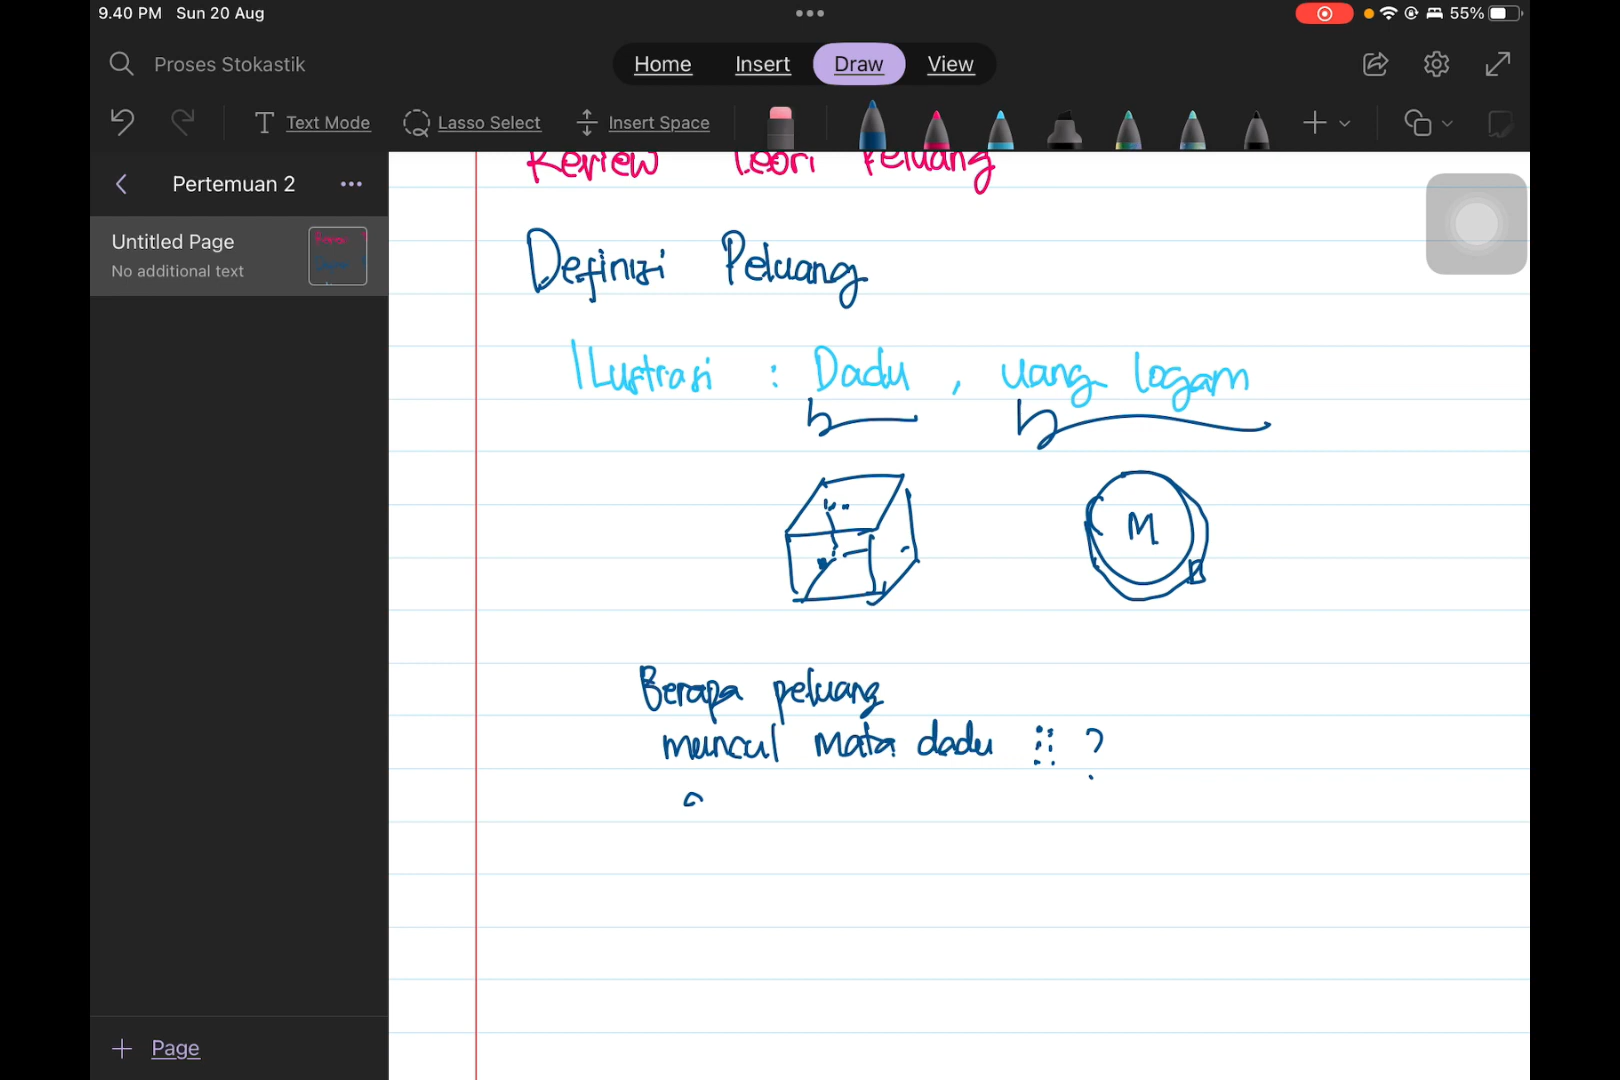 9.40 PM Sun 20 Aug
55%
Proses Stokastik
Home Insert Draw View
Text Mode Lasso Select Insert Space
Pertemuan 2
Untitled Page
No additional text
Page
Review Teori Peluang
Definisi Peluang
Ilustrasi : Dadu , uang logam
M
Berapa peluang
muncul mata dadu ?